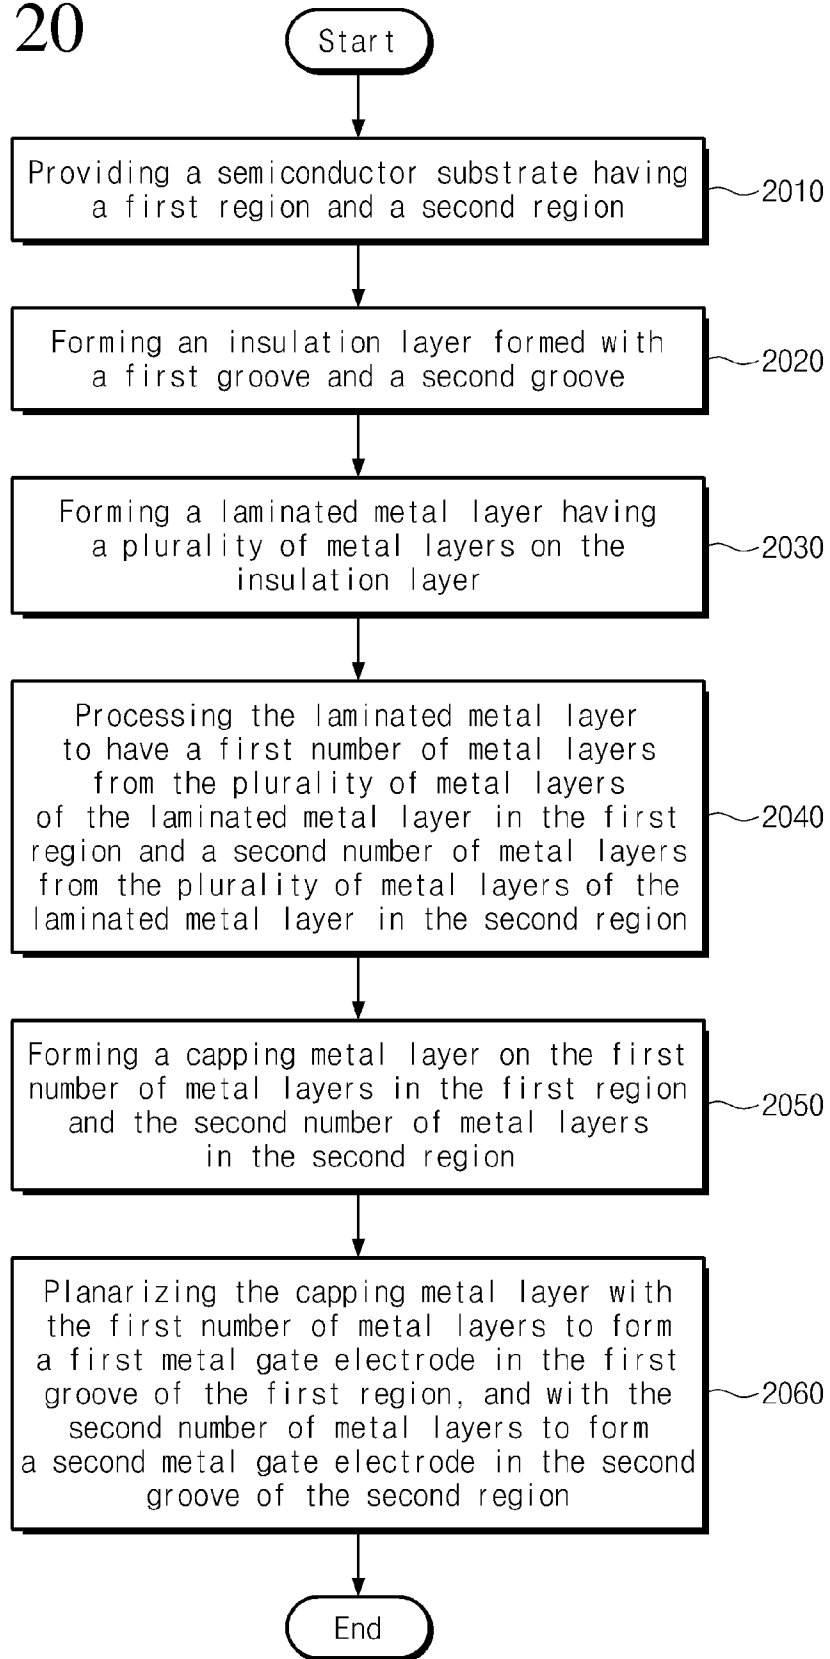 20
Start
Providing a semiconductor substrate having
a first region and a second region
2010
Forming an insulation layer formed with
a first groove and a second groove
2020
Forming a laminated metal layer having
a plurality of metal layers on the
insulation layer
2030
Processing the laminated metal layer
to have a first number of metal layers
from the plurality of metal layers
of the laminated metal layer in the first
region and a second number of metal layers
from the plurality of metal layers of the
laminated metal layer in the second region
2040
Forming a capping metal layer on the first
number of metal layers in the first region
and the second number of metal layers
in the second region
2050
Planarizing the capping metal layer with
the first number of metal layers to form
a first metal gate electrode in the first
groove of the first region, and with the
second number of metal layers to form
a second metal gate electrode in the second
groove of the second region
2060
End